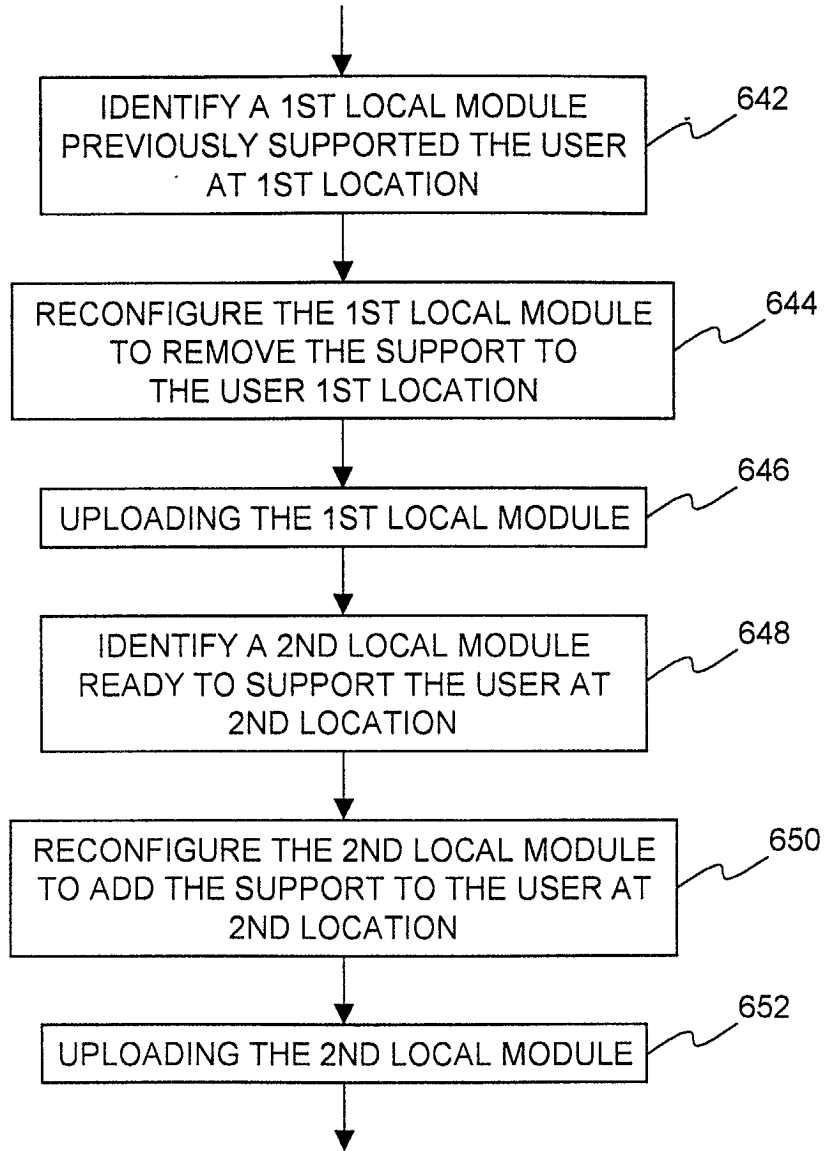 IDENTIFY A 1ST LOCAL MODULE
PREVIOUSLY SUPPORTED THE USER
AT 1ST LOCATION
642
RECONFIGURE THE 1ST LOCAL MODULE
TO REMOVE THE SUPPORT TO
THE USER 1ST LOCATION
644
UPLOADING THE 1ST LOCAL MODULE
646
IDENTIFY A 2ND LOCAL MODULE
READY TO SUPPORT THE USER AT
2ND LOCATION
648
RECONFIGURE THE 2ND LOCAL MODULE
TO ADD THE SUPPORT TO THE USER AT
2ND LOCATION
650
UPLOADING THE 2ND LOCAL MODULE
652